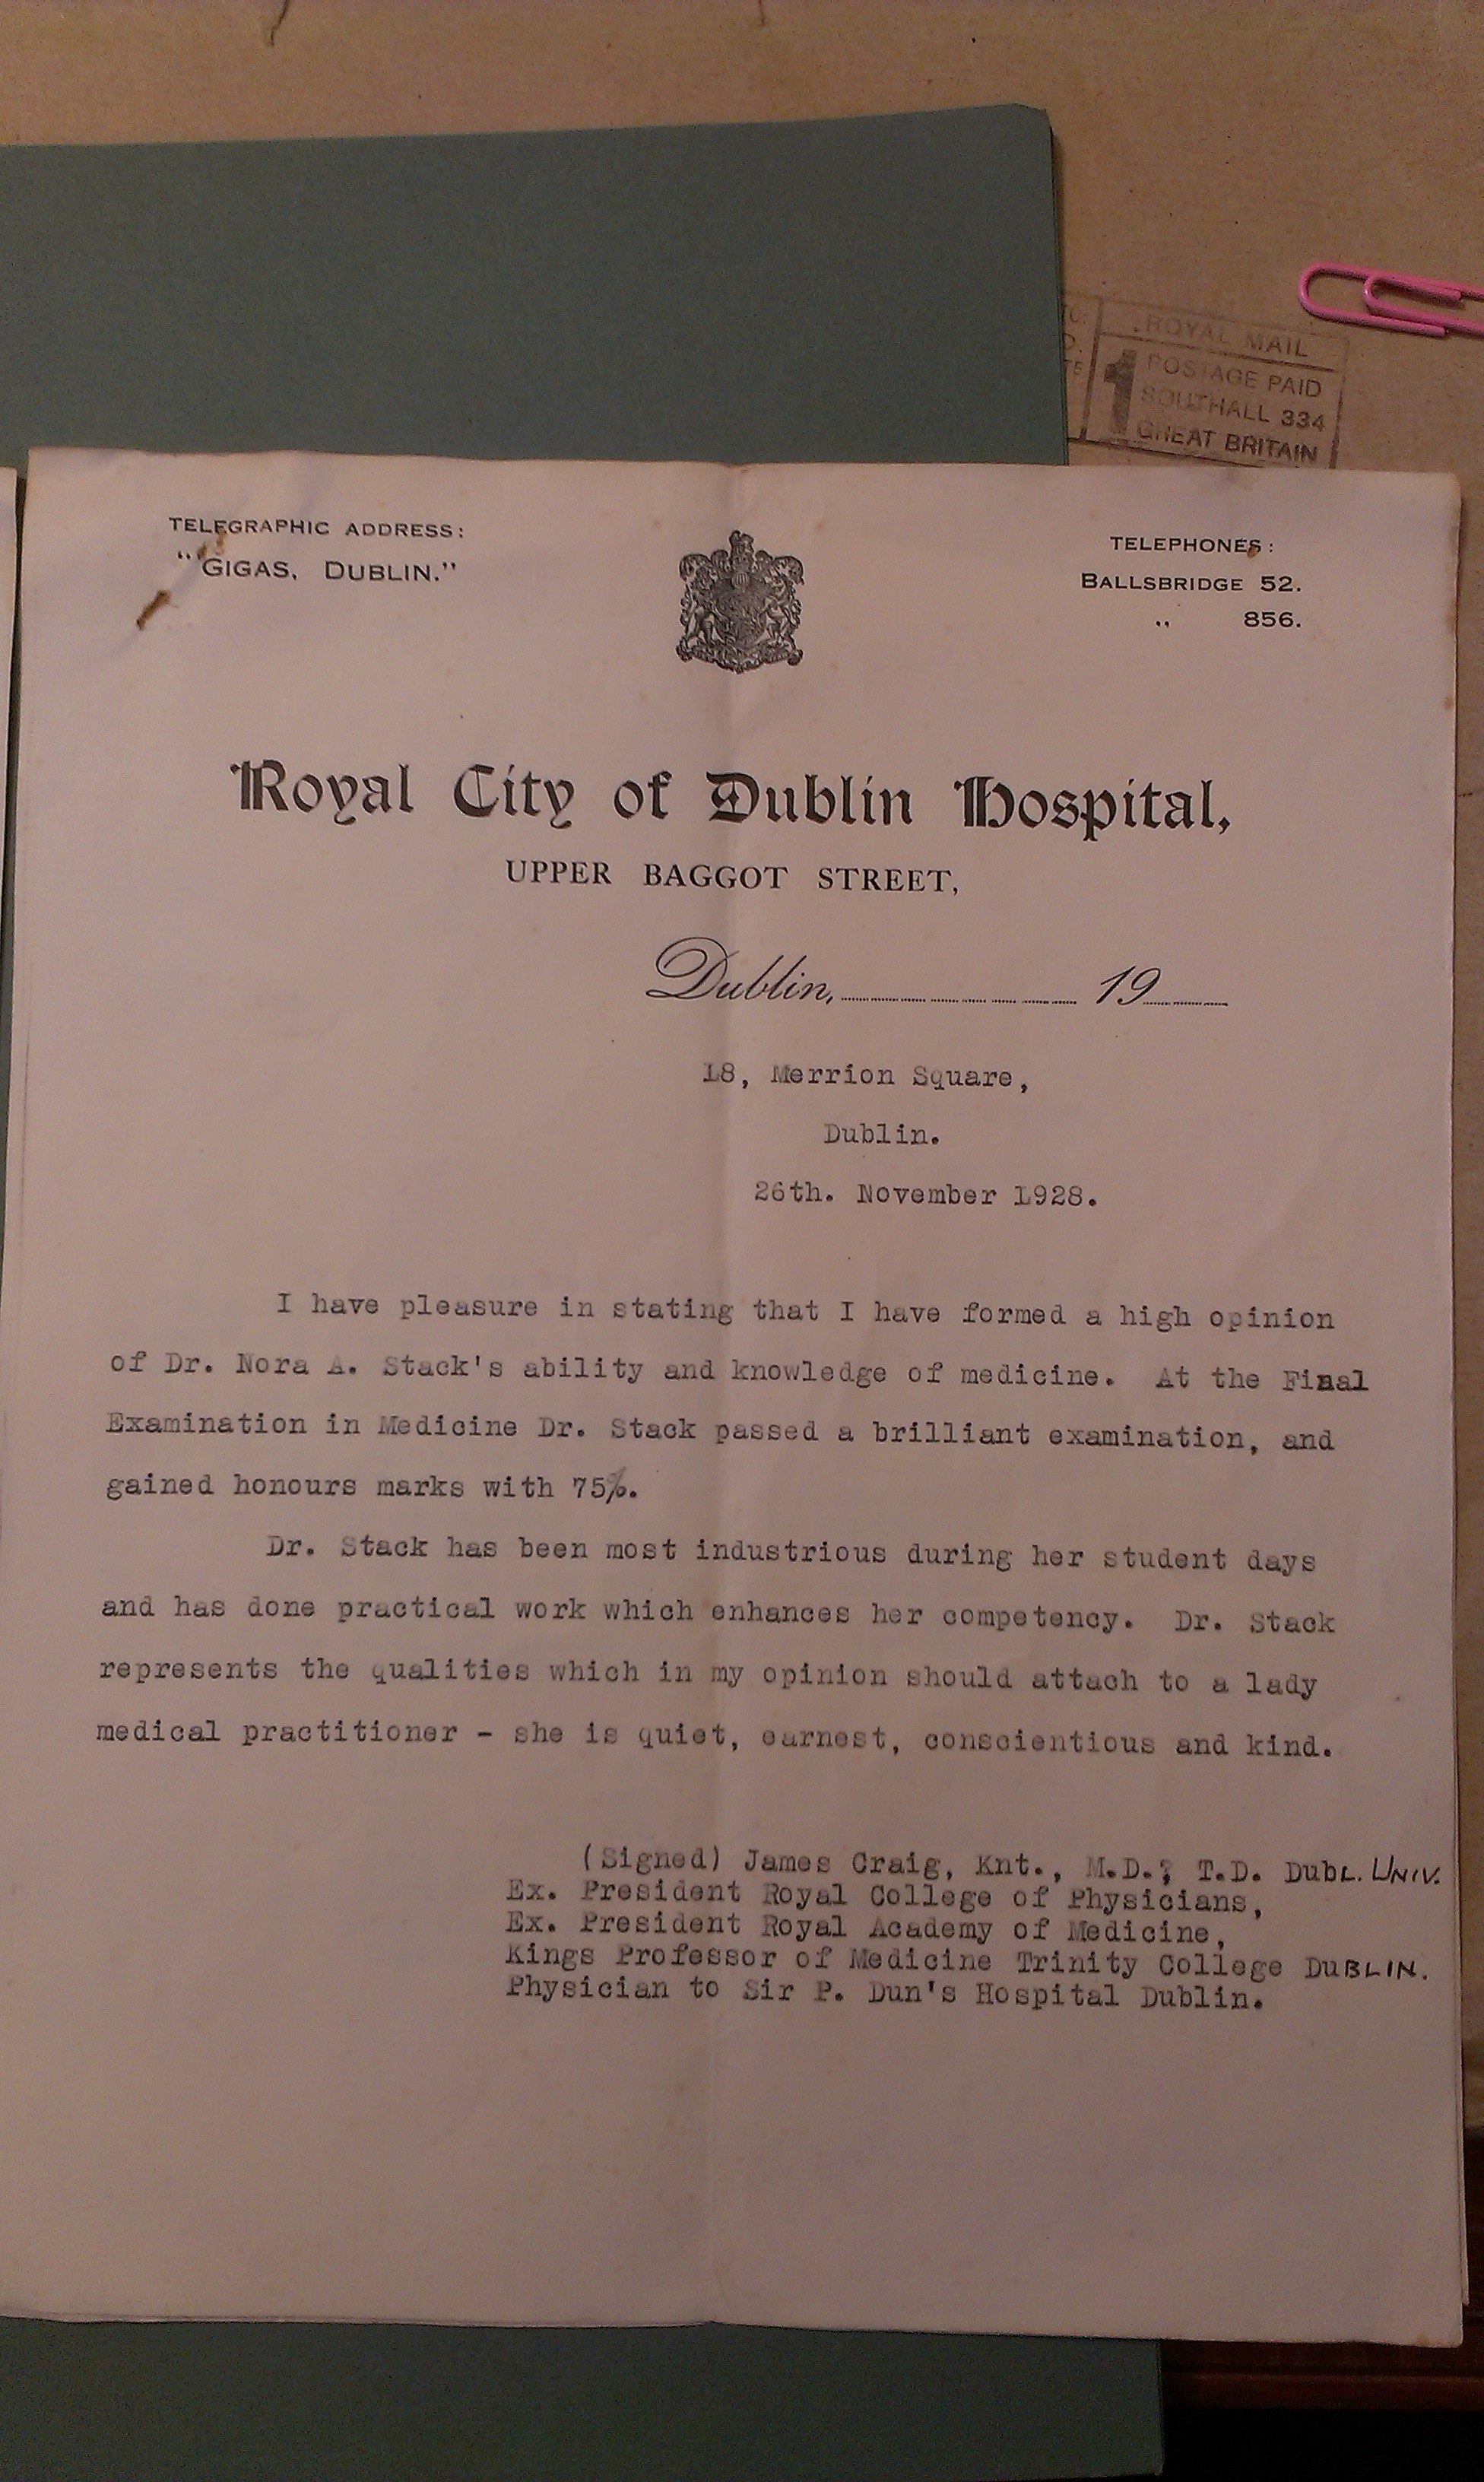 ROYAL MAIL
1 POSTAGE PAID
SOUTHALL 334
GREAT BRITAIN
TELEGRAPHIC ADDRESS:
"GIGAS, DUBLIN."
TELEPHONES:
BALLSBRIDGE 52.
" 856.
Royal City of Dublin Hospital,
UPPER BAGGOT STREET,
Dublin, 19
18, Merrion Square,
Dublin.
26th. November 1928.
I have pleasure in stating that I have formed a high opinion
of Dr. Nora A. Stack's ability and knowledge of medicine. At the Final
Examination in Medicine Dr. Stack passed a brilliant examination, and
gained honours marks with 75%.
Dr. Stack has been most industrious during her student days
and has done practical work which enhances her competency. Dr. Stack
represents the qualities which in my opinion should attach to a lady
medical practitioner - she is quiet, earnest, conscientious and kind.
(Signed) James Craig, Knt., M.D.; T.D. DUBL. UNIV.
Ex. President Royal College of Physicians,
Ex. President Royal Academy of Medicine,
Kings Professor of Medicine Trinity College DUBLIN.
Physician to Sir P. Dun's Hospital Dublin.